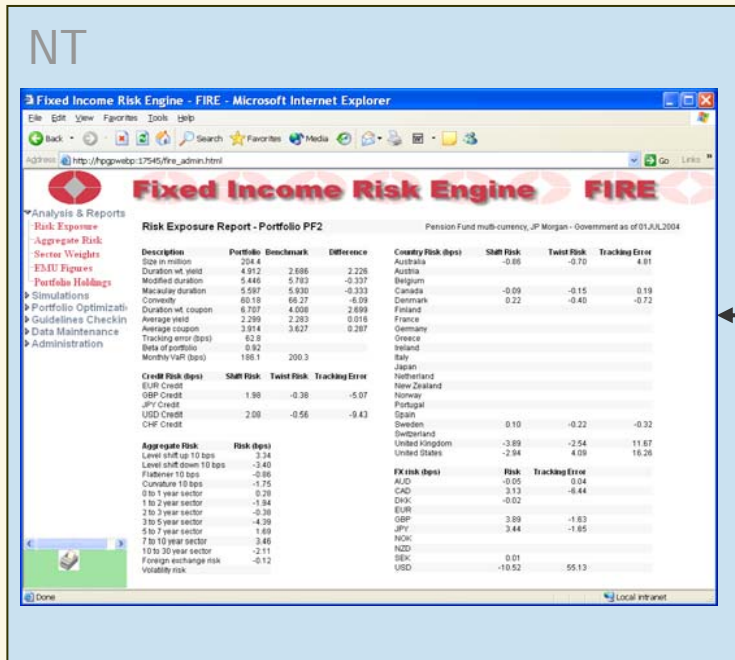 NT
Fixed Income Risk Engine - FIRE - Microsoft Internet Explorer
File Edit View Favorites Tools Help
Back Search Favorites Media
Address http://hpgpwebp:17545/fire_admin.html Go Links »
Fixed Income Risk Engine FIRE
Analysis & Reports
Risk Exposure
Aggregate Risk
Sector Weights
EMU Figures
Portfolio Holdings
Simulations
Portfolio Optimizati
Guidelines Checkin
Data Maintenance
Administration
Risk Exposure Report - Portfolio PF2 Pension Fund multi-currency, JP Morgan - Government as of 01JUL2004
Description Portfolio Benchmark Difference
Size in million 204.4
Duration wt. yield 4.912 2.686 2.226
Modified duration 5.446 5.783 -0.337
Macaulay duration 5.597 5.930 -0.333
Convexity 60.18 66.27 -6.09
Duration wt. coupon 6.707 4.008 2.699
Average yield 2.299 2.283 0.016
Average coupon 3.914 3.627 0.287
Tracking error (bps) 62.8
Beta of portfolio 0.92
Monthly VaR (bps) 186.1 200.3
Credit Risk (bps) Shift Risk Twist Risk Tracking Error
EUR Credit
GBP Credit 1.98 -0.38 -5.07
JPY Credit
USD Credit 2.08 -0.56 -9.43
CHF Credit
Aggregate Risk Risk (bps)
Level shift up 10 bps 3.34
Level shift down 10 bps -3.40
Flattener 10 bps -0.86
Curvature 10 bps -1.75
0 to 1 year sector 0.28
1 to 2 year sector -1.94
2 to 3 year sector -0.38
3 to 5 year sector -4.39
5 to 7 year sector 1.69
7 to 10 year sector 3.46
10 to 30 year sector -2.11
Foreign exchange risk -0.12
Volatility risk
Country Risk (bps) Shift Risk Twist Risk Tracking Error
Australia -0.86 -0.70 4.81
Austria
Belgium
Canada -0.09 -0.15 0.19
Denmark 0.22 -0.40 -0.72
Finland
France
Germany
Greece
Ireland
Italy
Japan
Netherland
New Zealand
Norway
Portugal
Spain
Sweden 0.10 -0.22 -0.32
Switzerland
United Kingdom -3.89 -2.54 11.67
United States -2.94 4.09 16.26
FX risk (bps) Risk Tracking Error
AUD -0.05 0.04
CAD 3.13 -6.44
DKK -0.02
EUR
GBP 3.89 -1.63
JPY 3.44 -1.65
NOK
NZD
SEK 0.01
USD -10.52 55.13
Done Local intranet